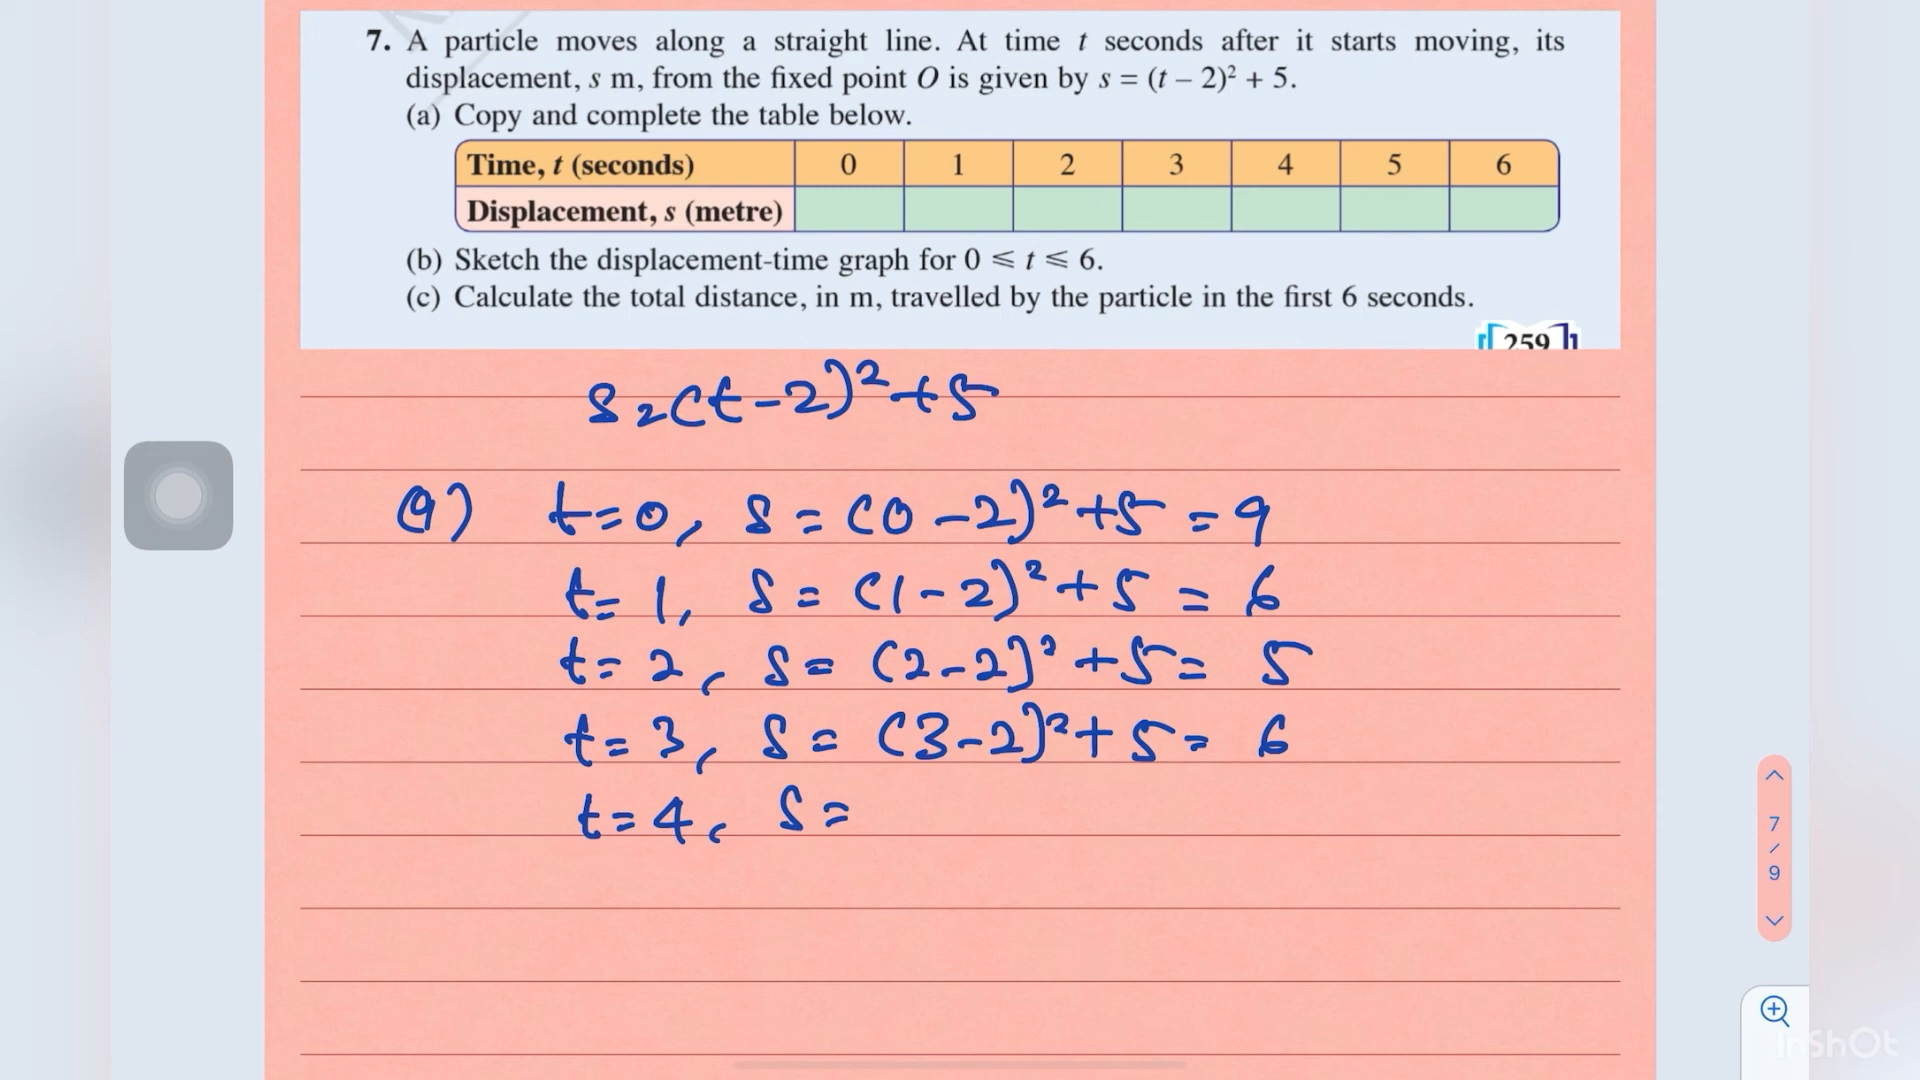 7. A particle moves along a straight line. At time t seconds after it starts moving, its
displacement, s m, from the fixed point O is given by s = (t – 2)² + 5.
(a) Copy and complete the table below.
Time, t (seconds) 0 1 2 3 4 5 6
Displacement, s (metre)
(b) Sketch the displacement-time graph for 0 ⩽ t ⩽ 6.
(c) Calculate the total distance, in m, travelled by the particle in the first 6 seconds.
259
s = (t-2)² + 5
(a) t=0, s = (0-2)² + 5 = 9
t=1, s = (1-2)² + 5 = 6
t=2, s = (2-2)² + 5 = 5
t=3, s = (3-2)² + 5 = 6
t=4, s =
7
/
9
InShOt